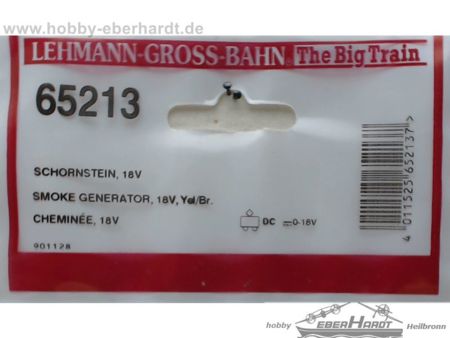 www.hobby-eberhardt.de
LEHMANN-GROSS-BAHN® The Big Train
65213
SCHORNSTEIN, 18V
SMOKE GENERATOR, 18V, Yel/Br.
CHEMINÉE, 18V
DC 0-18V
901128
4 011525 652137
hobby EBERHARDT Heilbronn